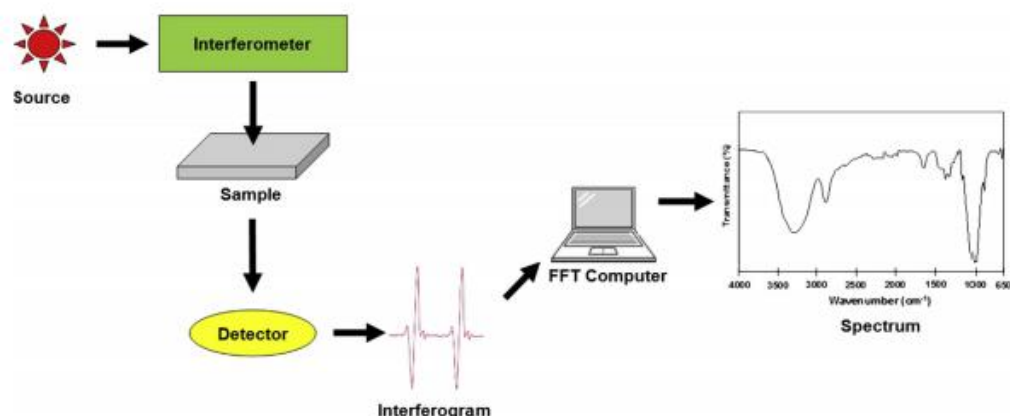 Source
Interferometer
Sample
Detector
Interferogram
FFT Computer
Transmittance (%)
4000 3500 3000 2500 2000 1500 1000 650
Wavenumber (cm⁻¹)
Spectrum